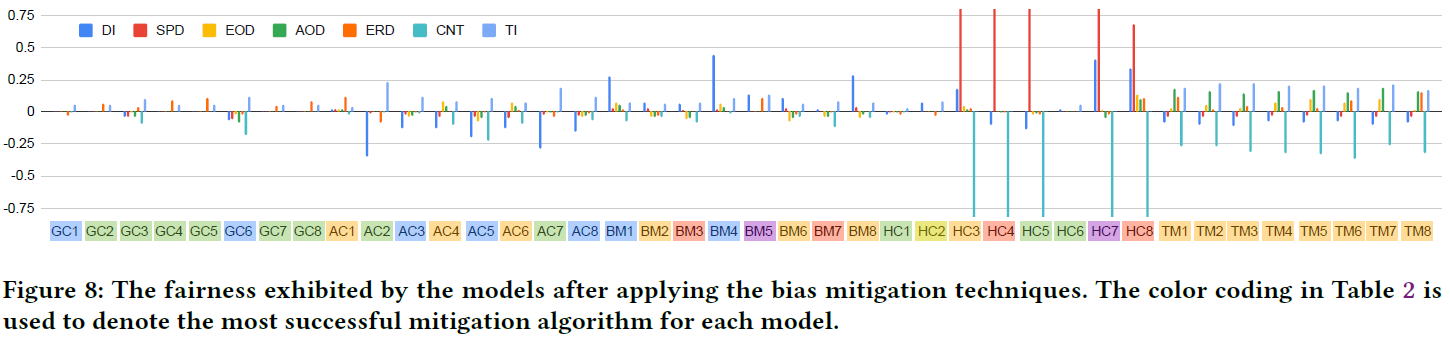 0.75
DI SPD EOD AOD ERD CNT TI
0.5
0.25
0
-0.25
-0.5
-0.75
GC1 GC2 GC3 GC4 GC5 GC6 GC7 GC8 AC1 AC2 AC3 AC4 AC5 AC6 AC7 AC8 BM1 BM2 BM3 BM4 BM5 BM6 BM7 BM8 HC1 HC2 HC3 HC4 HC5 HC6 HC7 HC8 TM1 TM2 TM3 TM4 TM5 TM6 TM7 TM8
Figure 8: The fairness exhibited by the models after applying the bias mitigation techniques. The color coding in Table 2 is
used to denote the most successful mitigation algorithm for each model.